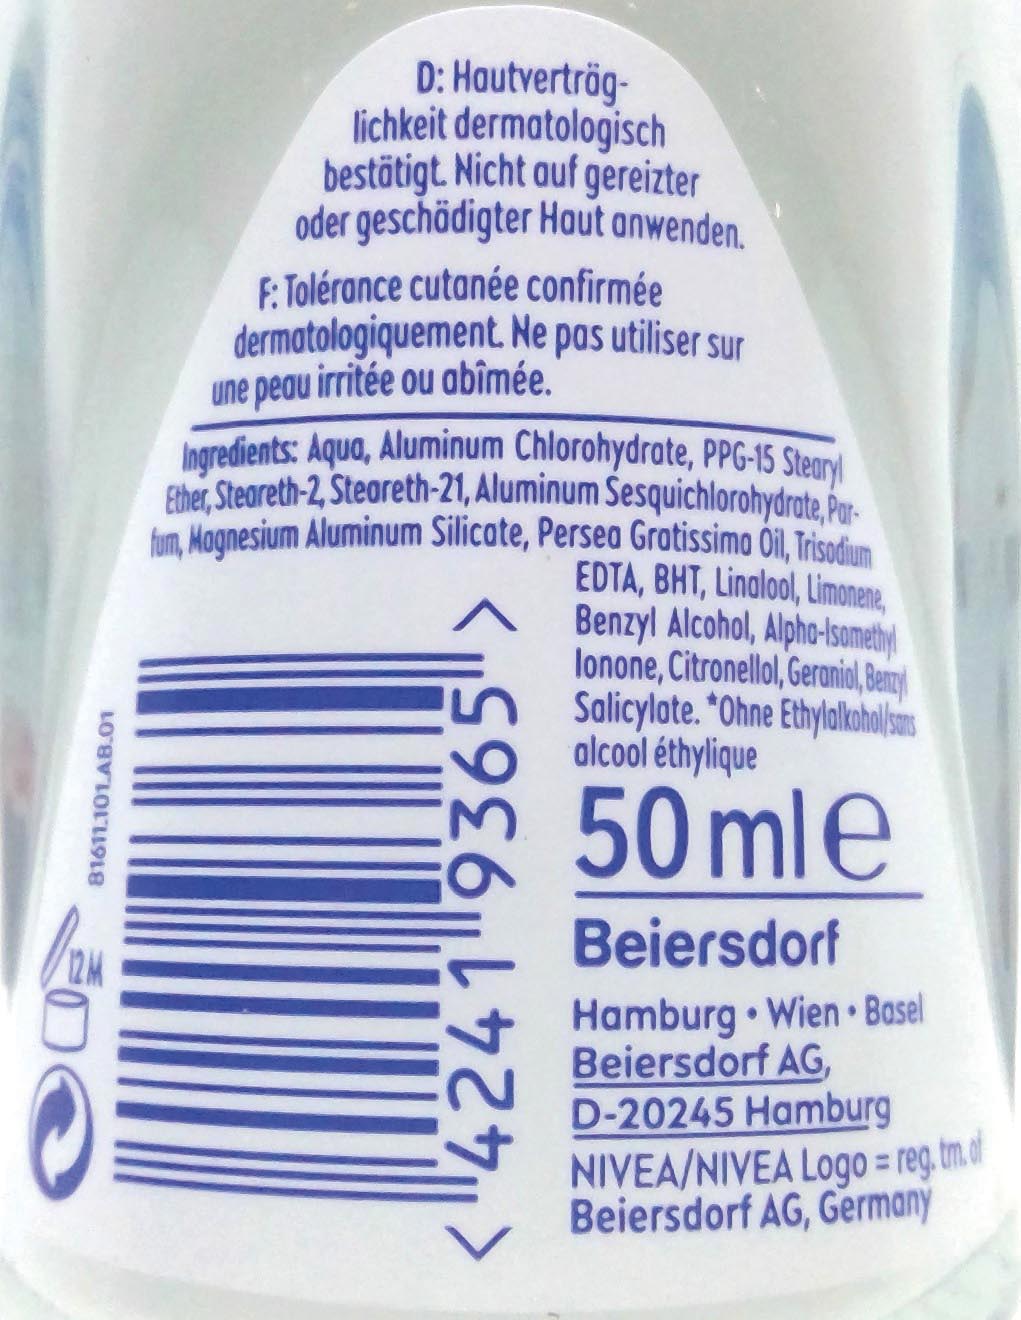 D: Hautverträg-
lichkeit dermatologisch
bestätigt. Nicht auf gereizter
oder geschädigter Haut anwenden.
F: Tolérance cutanée confirmée
dermatologiquement. Ne pas utiliser sur
une peau irritée ou abîmée.
Ingredients: Aqua, Aluminum Chlorohydrate, PPG-15 Stearyl
Ether, Steareth-2, Steareth-21, Aluminum Sesquichlorohydrate, Par-
fum, Magnesium Aluminum Silicate, Persea Gratissima Oil, Trisodium
EDTA, BHT, Linalool, Limonene,
Benzyl Alcohol, Alpha-Isomethyl
Ionone, Citronellol, Geraniol, Benzyl
Salicylate. *Ohne Ethylalkohol/sans
alcool éthylique
50 ml e
Beiersdorf
Hamburg • Wien • Basel
Beiersdorf AG,
D-20245 Hamburg
NIVEA/NIVEA Logo = reg. tm. of
Beiersdorf AG, Germany
< 4241 9365 >
81611.101.AB.01
12M